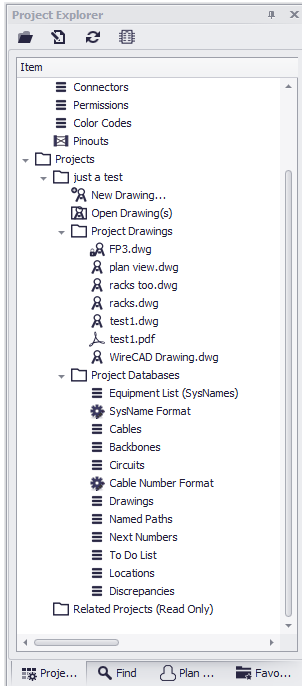 Project Explorer
Item
Connectors
Permissions
Color Codes
Pinouts
Projects
just a test
New Drawing...
Open Drawing(s)
Project Drawings
FP3.dwg
plan view.dwg
racks too.dwg
racks.dwg
test1.dwg
test1.pdf
WireCAD Drawing.dwg
Project Databases
Equipment List (SysNames)
SysName Format
Cables
Backbones
Circuits
Cable Number Format
Drawings
Named Paths
Next Numbers
To Do List
Locations
Discrepancies
Related Projects (Read Only)
Proje... Find Plan ... Favo...